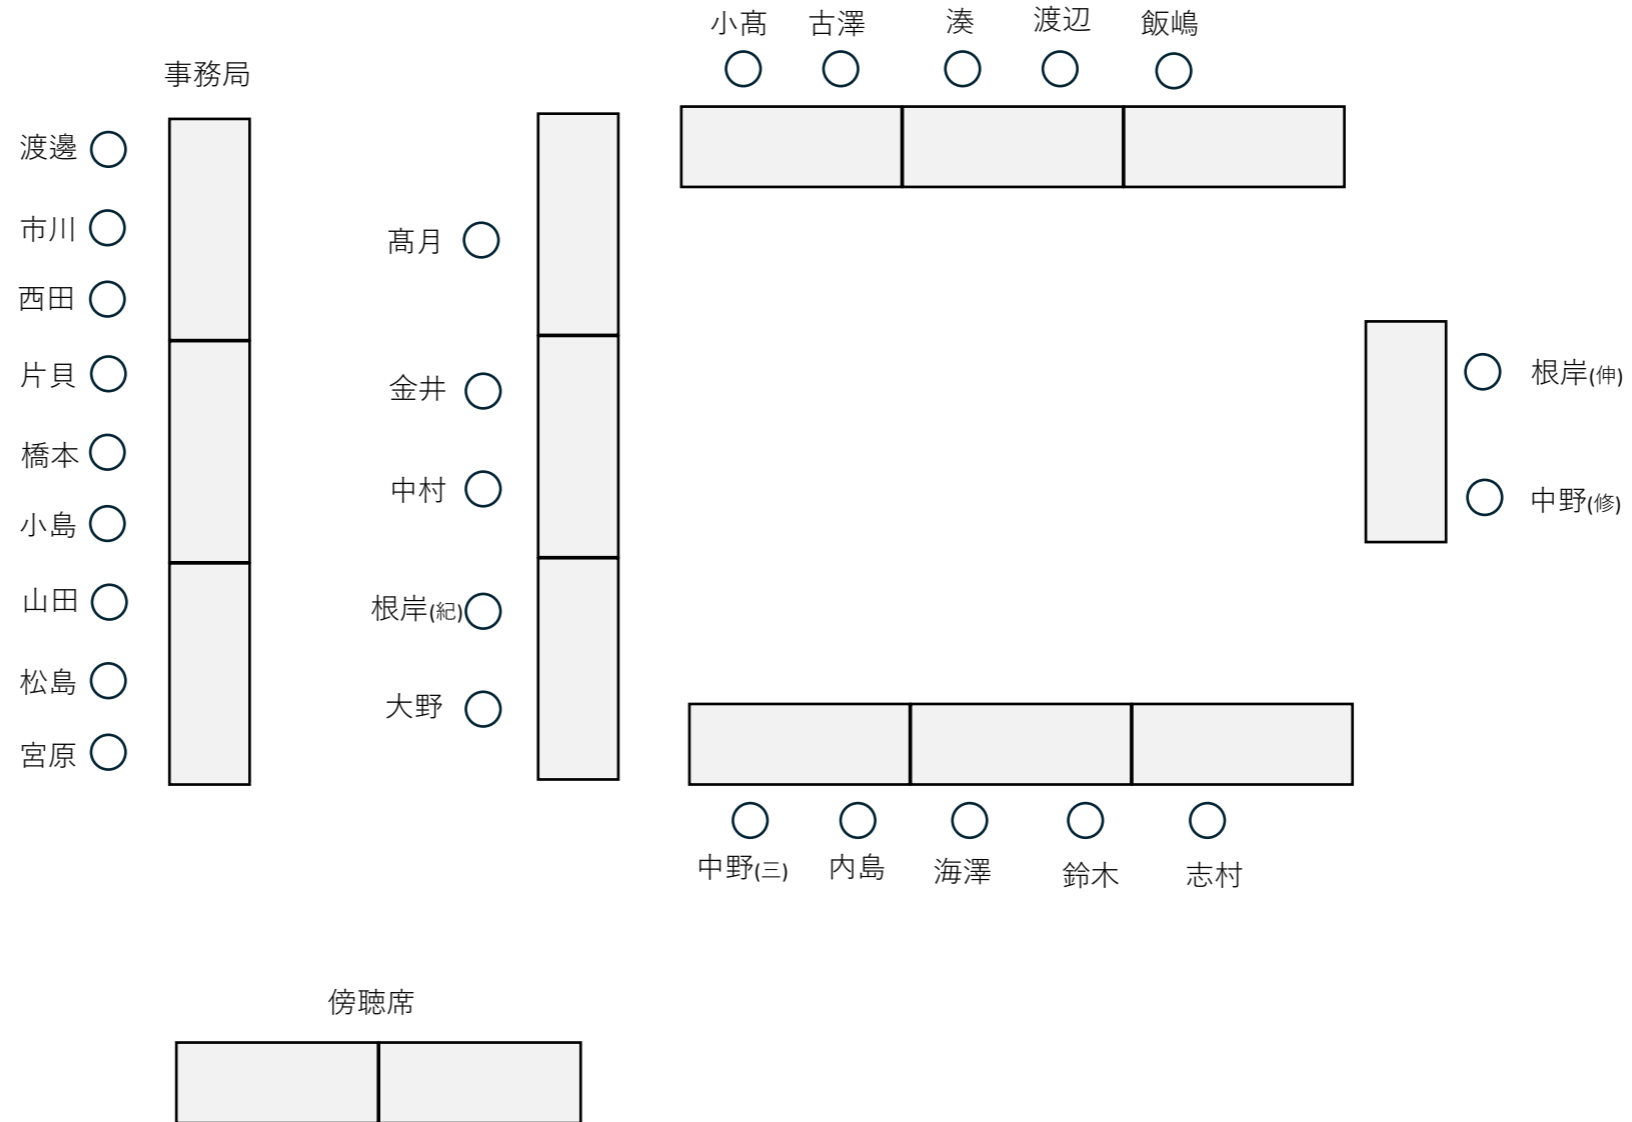 小髙 古澤 湊 渡辺 飯嶋
事務局
渡邊
市川
西田
片貝
橋本
小島
山田
松島
宮原
髙月
金井
中村
根岸(紀)
大野
根岸(伸)
中野(修)
中野(三) 内島 海澤 鈴木 志村
傍聴席